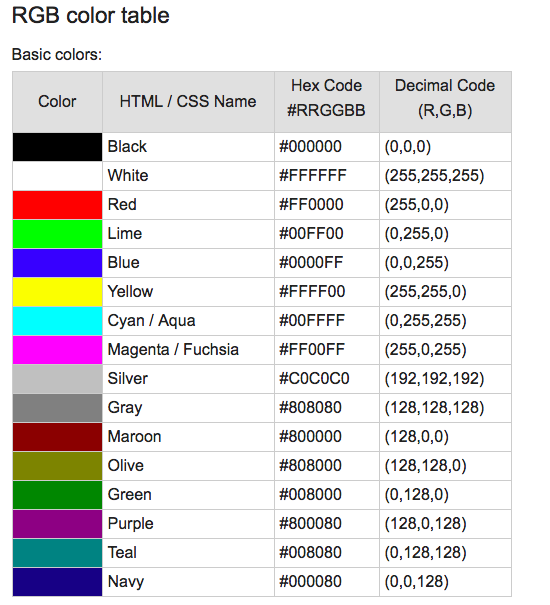 RGB color table
Basic colors:
Color HTML / CSS Name Hex Code #RRGGBB Decimal Code (R,G,B)
Black #000000 (0,0,0)
White #FFFFFF (255,255,255)
Red #FF0000 (255,0,0)
Lime #00FF00 (0,255,0)
Blue #0000FF (0,0,255)
Yellow #FFFF00 (255,255,0)
Cyan / Aqua #00FFFF (0,255,255)
Magenta / Fuchsia #FF00FF (255,0,255)
Silver #C0C0C0 (192,192,192)
Gray #808080 (128,128,128)
Maroon #800000 (128,0,0)
Olive #808000 (128,128,0)
Green #008000 (0,128,0)
Purple #800080 (128,0,128)
Teal #008080 (0,128,128)
Navy #000080 (0,0,128)